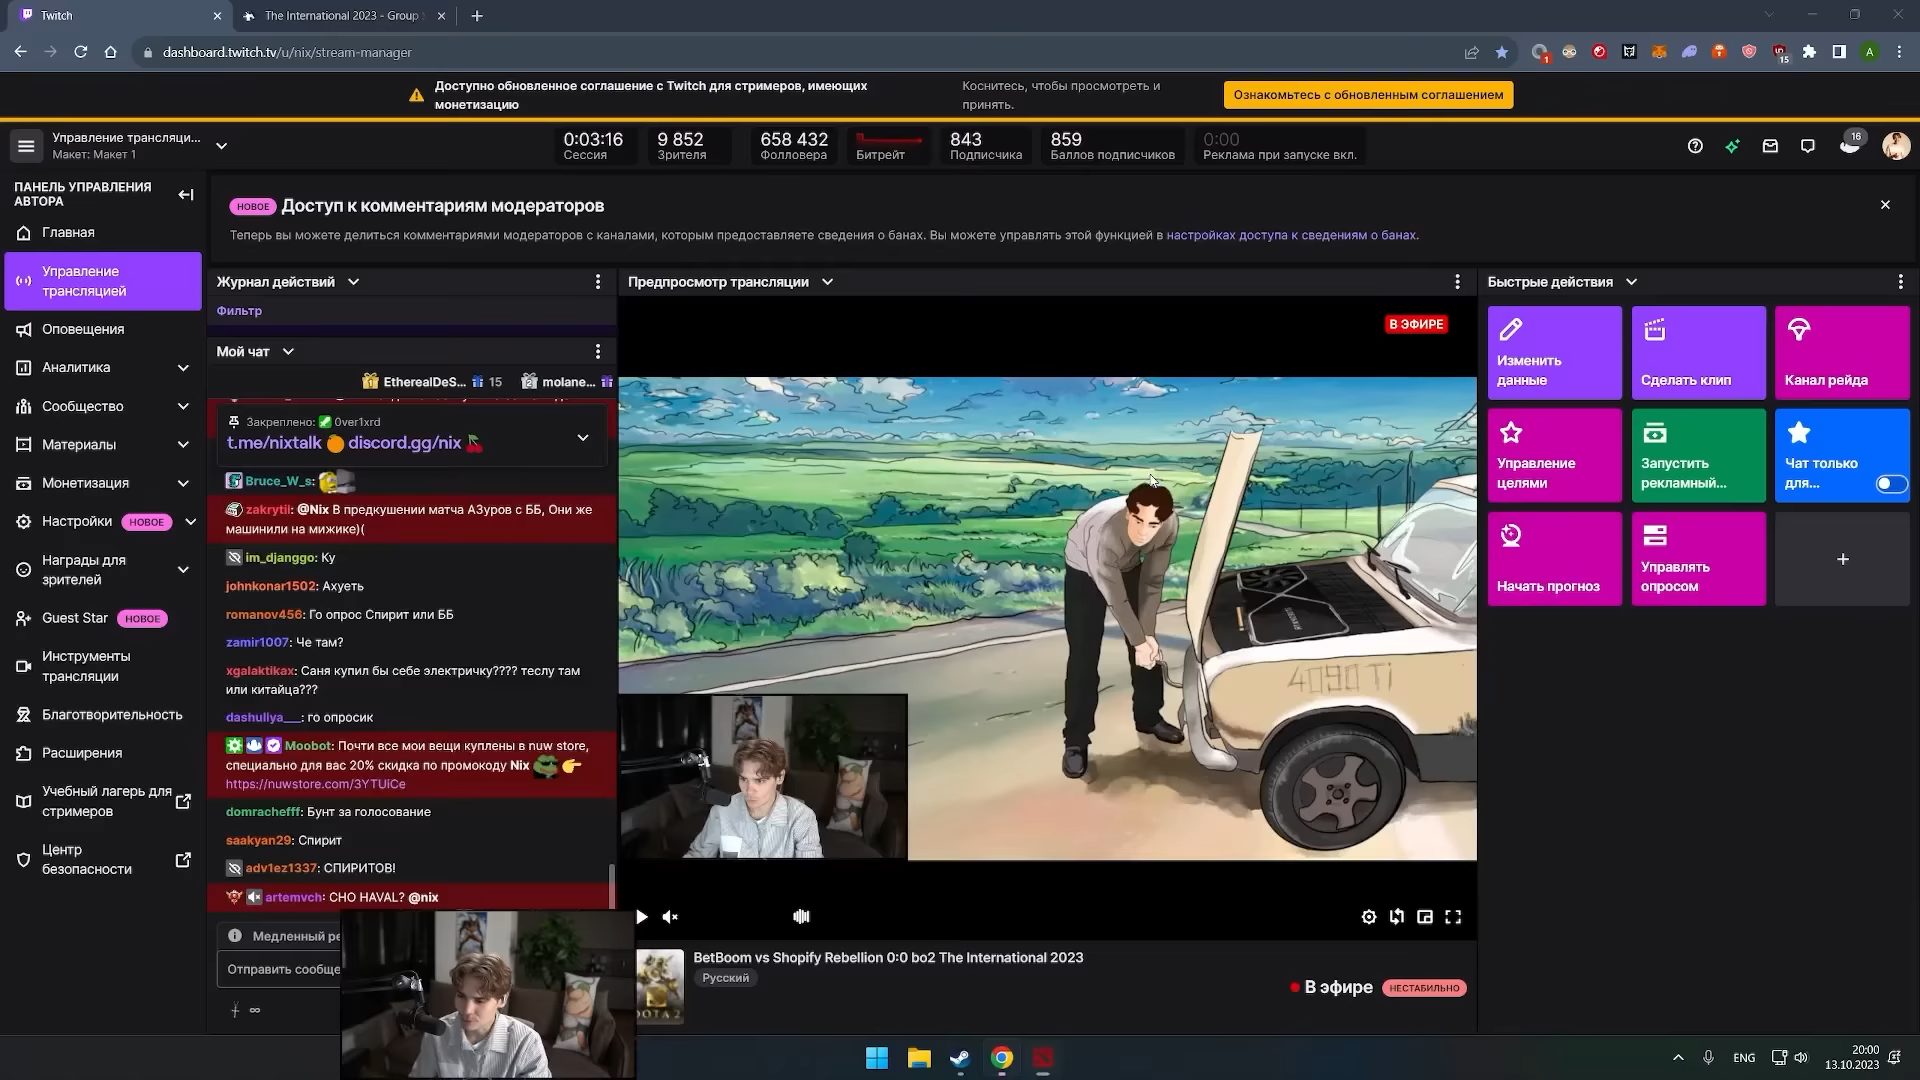 Twitch
The International 2023 - Group
dashboard.twitch.tv/u/nix/stream-manager
1
15
A
Доступно обновленное соглашение с Twitch для стримеров, имеющих
монетизацию
Коснитесь, чтобы просмотреть и
принять.
Ознакомьтесь с обновленным соглашением
Управление трансляци...
Макет: Макет 1
0:03:16
Сессия
9 852
Зрителя
658 432
Фолловера
Битрейт
843
Подписчика
859
Баллов подписчиков
0:00
Реклама при запуске вкл.
16
ПАНЕЛЬ УПРАВЛЕНИЯ
АВТОРА
Главная
Управление
трансляцией
Оповещения
Аналитика
Сообщество
Материалы
Монетизация
Настройки НОВОЕ
Награды для
зрителей
Guest Star НОВОЕ
Инструменты
трансляции
Благотворительность
Расширения
Учебный лагерь для
стримеров
Центр
безопасности
НОВОЕ Доступ к комментариям модераторов
Теперь вы можете делиться комментариями модераторов с каналами, которым предоставляете сведения о банах. Вы можете управлять этой функцией в настройках доступа к сведениям о банах.
Журнал действий
Фильтр
Мой чат
EtherealDeS... 15 molane...
Закреплено: 0ver1xrd
t.me/nixtalk discord.gg/nix
Bruce_W_s:
zakrytil: @Nix В предкушении матча АЗуров с ББ, Они же
машинили на мижике)(
im_djanggo: Ку
johnkonar1502: Ахуеть
romanov456: Го опрос Спирит или ББ
zamir1007: Че там?
xgalaktikax: Саня купил бы себе электричку???? теслу там
или китайца???
dashuliya___: го опросик
Moobot: Почти все мои вещи куплены в nuw store,
специально для вас 20% скидка по промокоду Nix
https://nuwstore.com/3YTUiCe
domrachefff: Бунт за голосование
saakyan29: Спирит
adv1ez1337: СПИРИТОВ!
artemvch: CHO HAVAL? @nix
Медленный ре
Отправить сообще
Предпросмотр трансляции
В ЭФИРЕ
4090 Ti
BetBoom vs Shopify Rebellion 0:0 bo2 The International 2023
Русский
В эфире НЕСТАБИЛЬНО
Быстрые действия
Изменить
данные
Сделать клип
Канал рейда
Управление
целями
Запустить
рекламный...
Чат только
для...
Начать прогноз
Управлять
опросом
ENG
20:00
13.10.2023